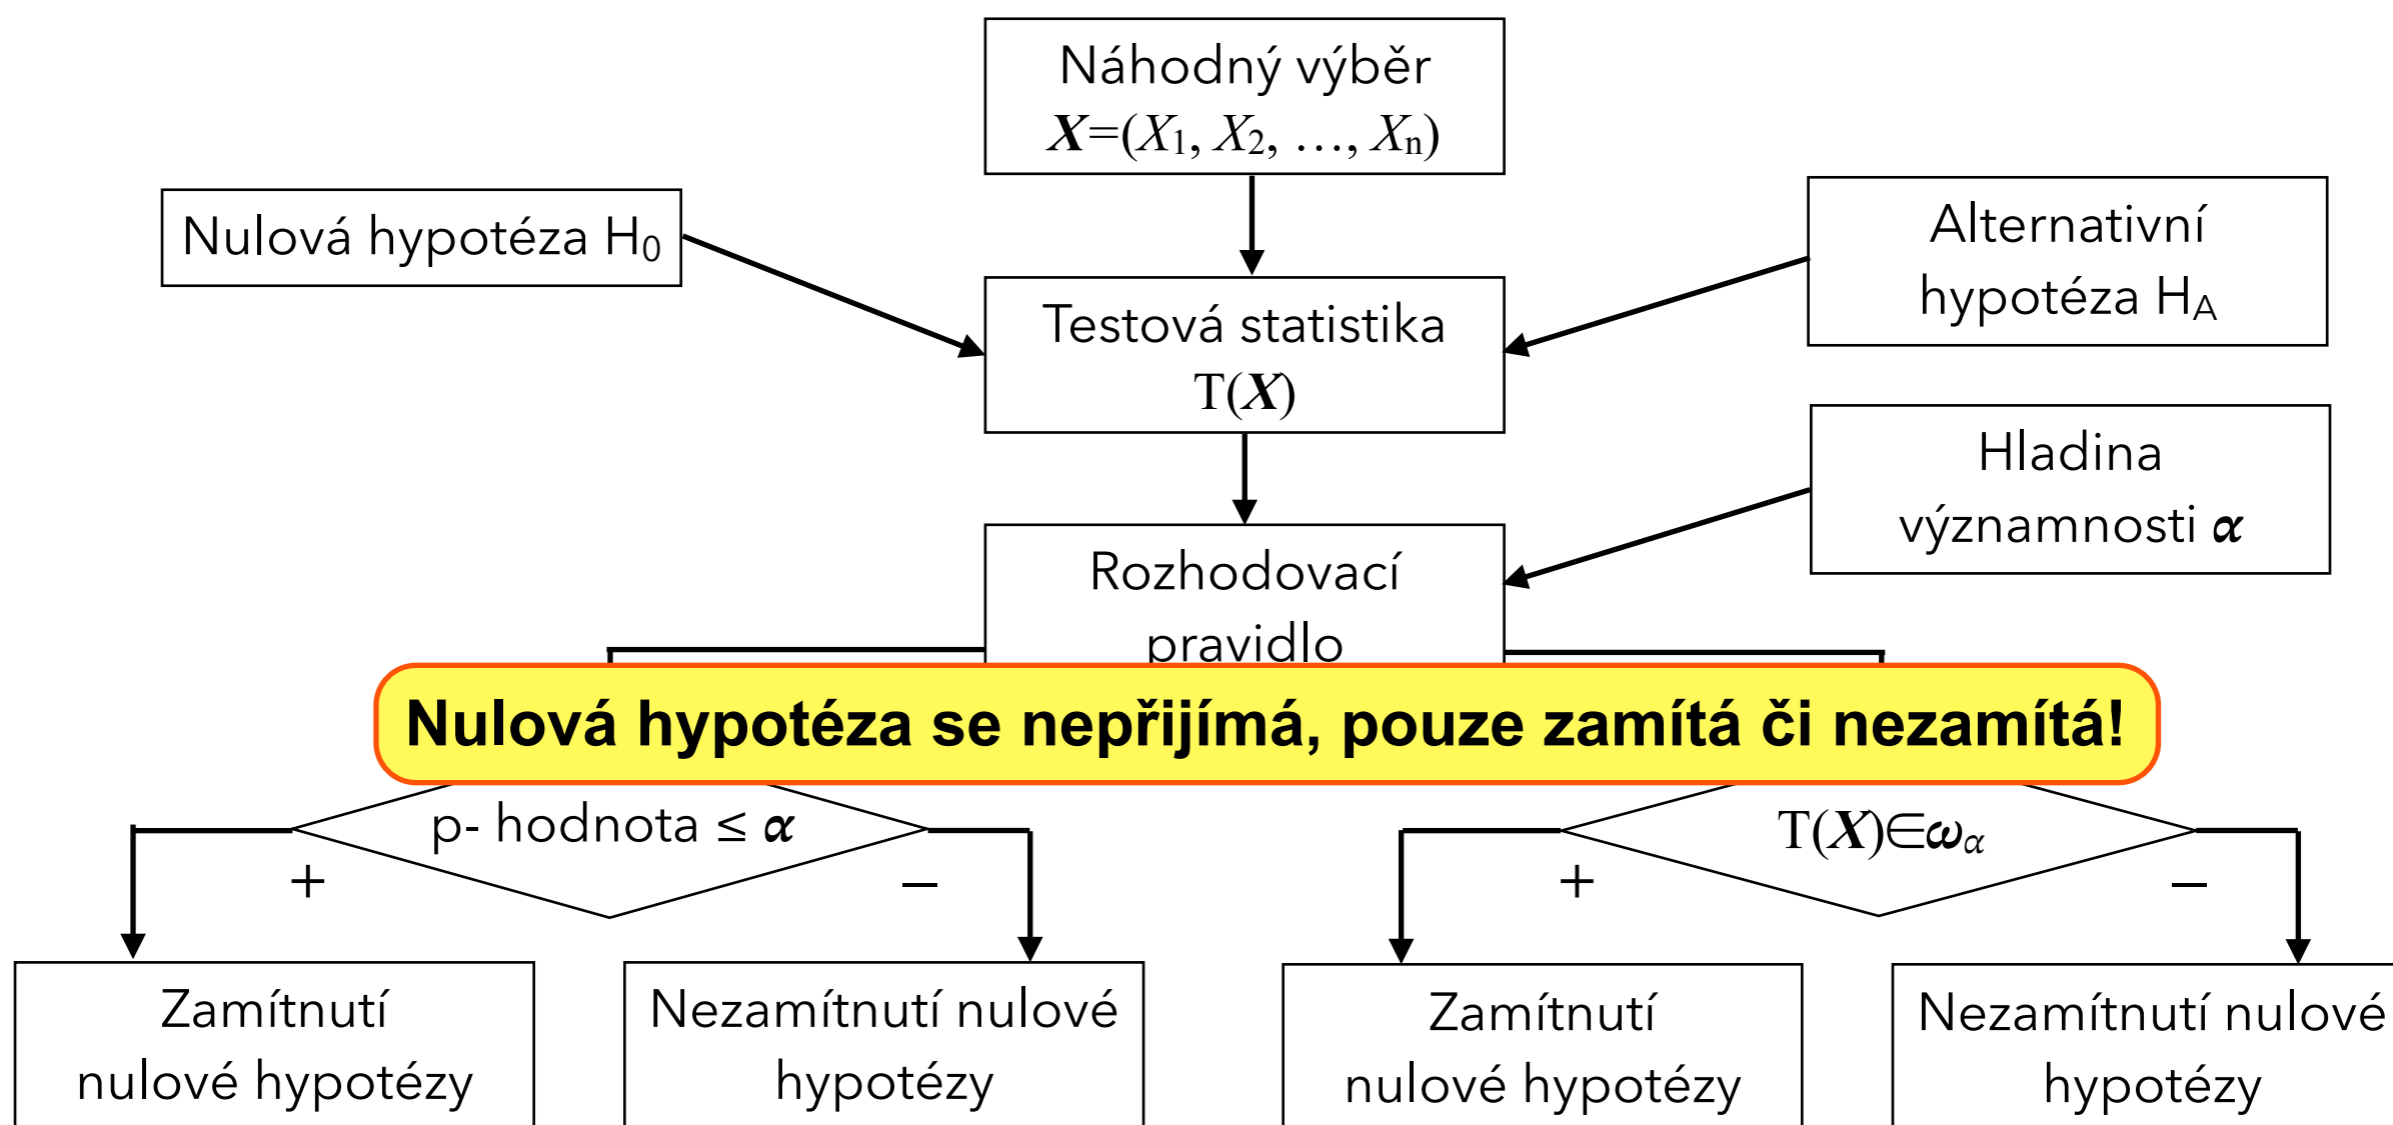 Náhodný výběr
X=(X1, X2, …, Xn)
Nulová hypotéza H0
Alternativní
hypotéza HA
Testová statistika
T(X)
Hladina
významnosti α
Rozhodovací
pravidlo
Nulová hypotéza se nepřijímá, pouze zamítá či nezamítá!
p- hodnota ≤ α
T(X)∈ωα
+
–
+
–
Zamítnutí
nulové hypotézy
Nezamítnutí nulové
hypotézy
Zamítnutí
nulové hypotézy
Nezamítnutí nulové
hypotézy